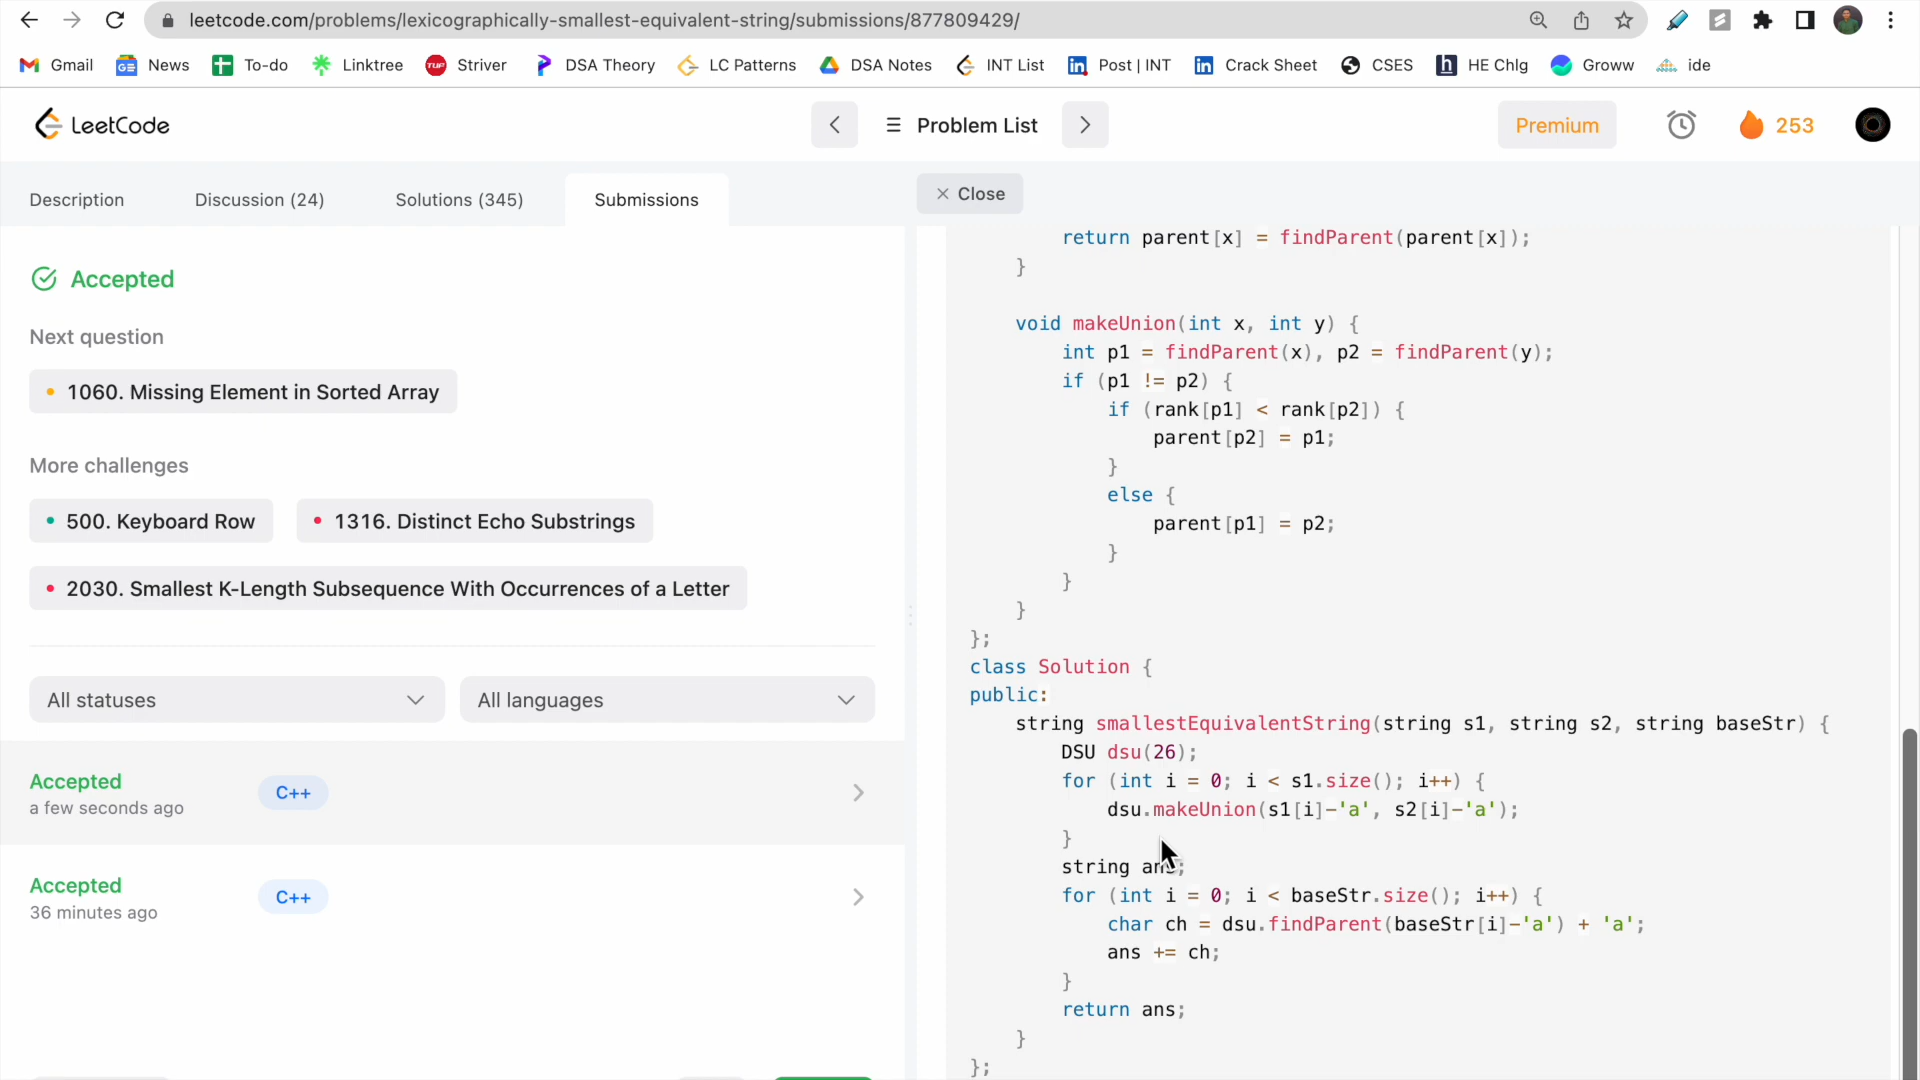 leetcode.com/problems/lexicographically-smallest-equivalent-string/submissions/877809429/
Gmail News To-do Linktree TUF Striver DSA Theory LC Patterns DSA Notes INT List Post | INT Crack Sheet CSES HE Chlg Groww ide
LeetCode
Problem List
Premium
253
Description
Discussion (24)
Solutions (345)
Submissions
Accepted
Next question
1060. Missing Element in Sorted Array
More challenges
500. Keyboard Row
1316. Distinct Echo Substrings
2030. Smallest K-Length Subsequence With Occurrences of a Letter
All statuses
All languages
Accepted
a few seconds ago
C++
Accepted
36 minutes ago
C++
Close
return parent[x] = findParent(parent[x]);
}
void makeUnion(int x, int y) {
int p1 = findParent(x), p2 = findParent(y);
if (p1 != p2) {
if (rank[p1] < rank[p2]) {
parent[p2] = p1;
}
else {
parent[p1] = p2;
}
}
}
};
class Solution {
public:
string smallestEquivalentString(string s1, string s2, string baseStr) {
DSU dsu(26);
for (int i = 0; i < s1.size(); i++) {
dsu.makeUnion(s1[i]-'a', s2[i]-'a');
}
string ans;
for (int i = 0; i < baseStr.size(); i++) {
char ch = dsu.findParent(baseStr[i]-'a') + 'a';
ans += ch;
}
return ans;
}
};